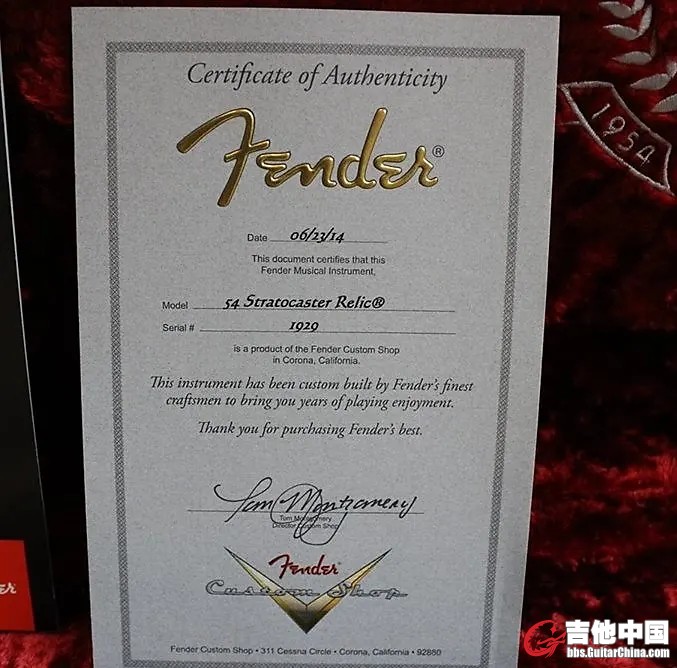 Certificate of Authenticity
Fender®
Date 06/23/14
This document certifies that this
Fender Musical Instrument,
Model 54 Stratocaster Relic®
Serial # 1929
is a product of the Fender Custom Shop
in Corona, California.
This instrument has been custom built by Fender's finest
craftsmen to bring you years of playing enjoyment.
Thank you for purchasing Fender's best.
Tom Montgomery
Tom Montgomery
Director Custom Shop
Fender
Custom Shop
Fender Custom Shop • 311 Cessna Circle • Corona, California • 92880
1954
吉他中国
bbs.GuitarChina.com